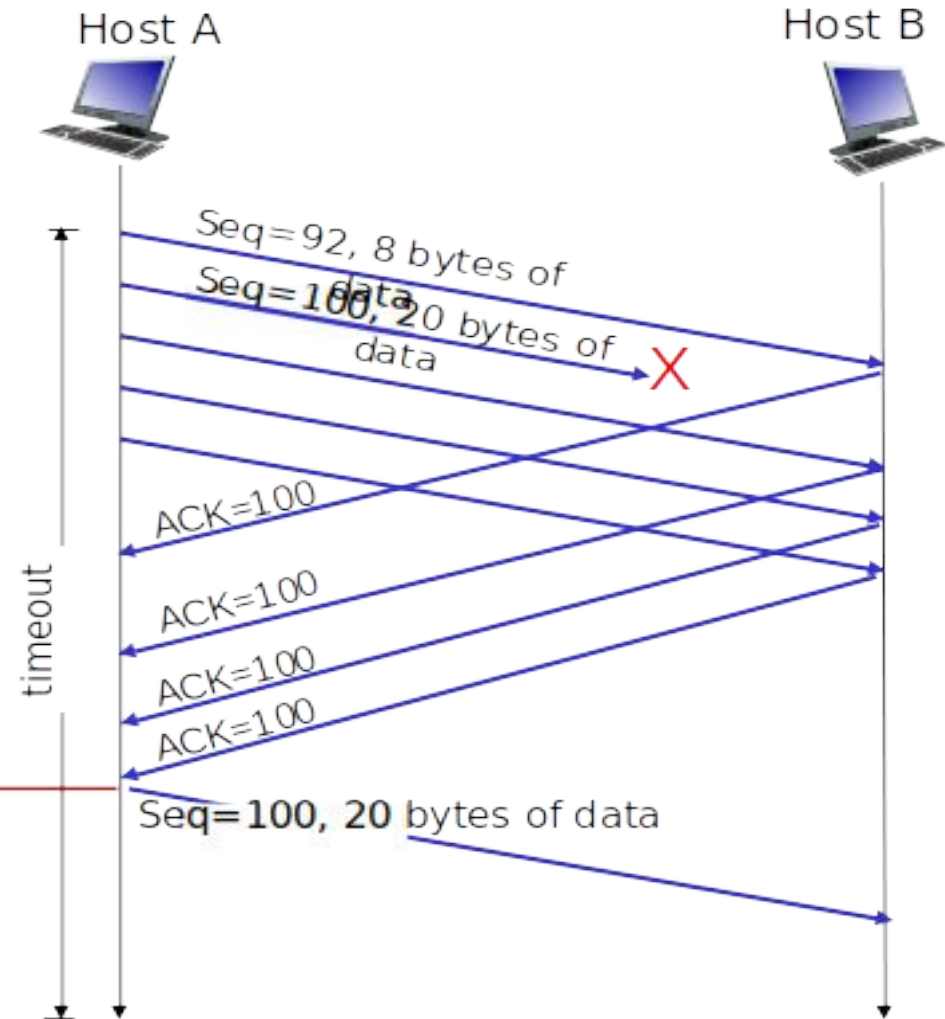 Host A
Host B
Seq=92, 8 bytes of
data
Seq=100, 20 bytes of
data
ACK=100
ACK=100
ACK=100
ACK=100
timeout
Seq=100, 20 bytes of data